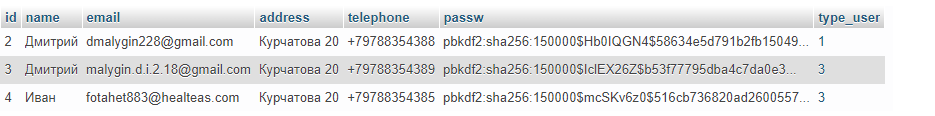 id name email address telephone passw type_user
2 Дмитрий dmalygin228@gmail.com Курчатова 20 +79788354388 pbkdf2:sha256:150000$Hb0IQGN4$58634e5d791b2fb15049... 1
3 Дмитрий malygin.d.i.2.18@gmail.com Курчатова 20 +79788354389 pbkdf2:sha256:150000$IclEX26Z$b53f77795dba4c7da0e3... 3
4 Иван fotahet883@healteas.com Курчатова 20 +79788354385 pbkdf2:sha256:150000$mcSKv6z0$516cb736820ad2600557... 3